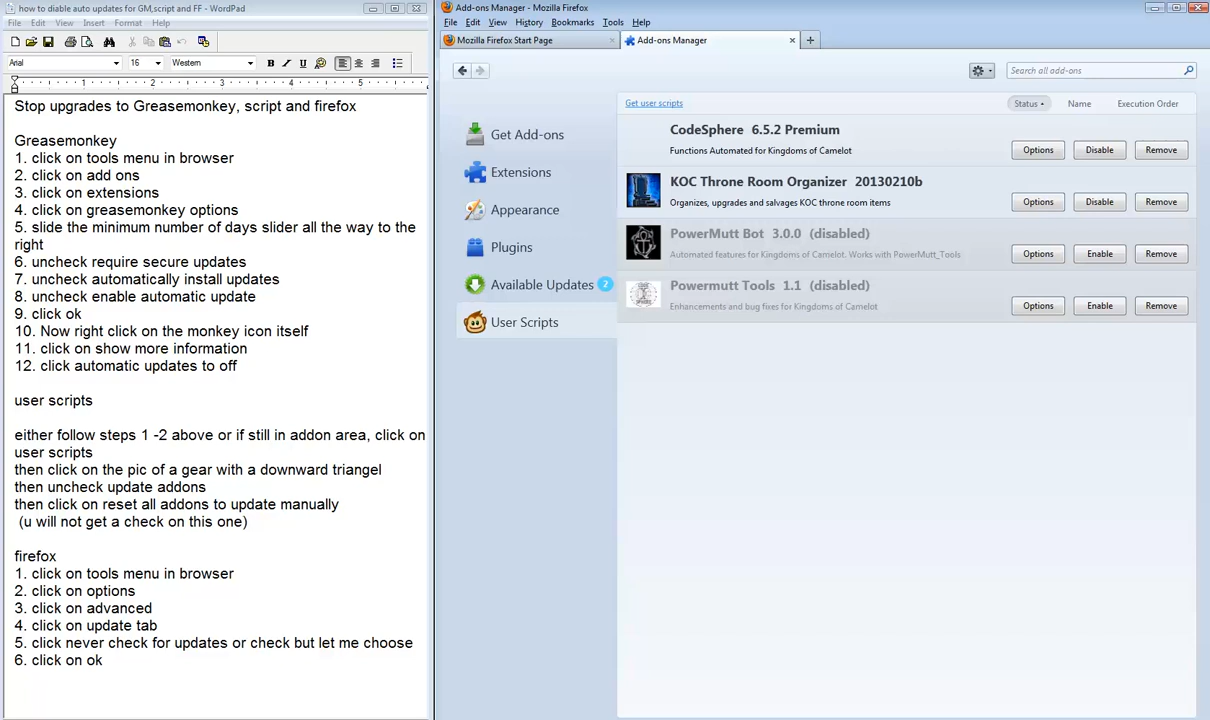 how to diable auto updates for GM,script and FF - WordPad
File Edit View Insert Format Help
Arial 16 Western B I U
1 2 3 4
Stop upgrades to Greasemonkey, script and firefox
Greasemonkey
1. click on tools menu in browser
2. click on add ons
3. click on extensions
4. click on greasemonkey options
5. slide the minimum number of days slider all the way to the
right
6. uncheck require secure updates
7. uncheck automatically install updates
8. uncheck enable automatic update
9. click ok
10. Now right click on the monkey icon itself
11. click on show more information
12. click automatic updates to off
user scripts
either follow steps 1 -2 above or if still in addon area, click on
user scripts
then click on the pic of a gear with a downward triangel
then uncheck update addons
then click on reset all addons to update manually
(u will not get a check on this one)
firefox
1. click on tools menu in browser
2. click on options
3. click on advanced
4. click on update tab
5. click never check for updates or check but let me choose
6. click on ok
Add-ons Manager - Mozilla Firefox
File Edit View History Bookmarks Tools Help
Mozilla Firefox Start Page
Add-ons Manager
Search all add-ons
Get Add-ons
Extensions
Appearance
Plugins
Available Updates 2
User Scripts
Get user scripts
Status Name Execution Order
CodeSphere 6.5.2 Premium
Functions Automated for Kingdoms of Camelot
Options Disable Remove
KOC Throne Room Organizer 20130210b
Organizes, upgrades and salvages KOC throne room items
Options Disable Remove
PowerMutt Bot 3.0.0 (disabled)
Automated features for Kingdoms of Camelot. Works with PowerMutt_Tools
Options Enable Remove
Powermutt Tools 1.1 (disabled)
Enhancements and bug fires for Kingdoms of Camelot
Options Enable Remove